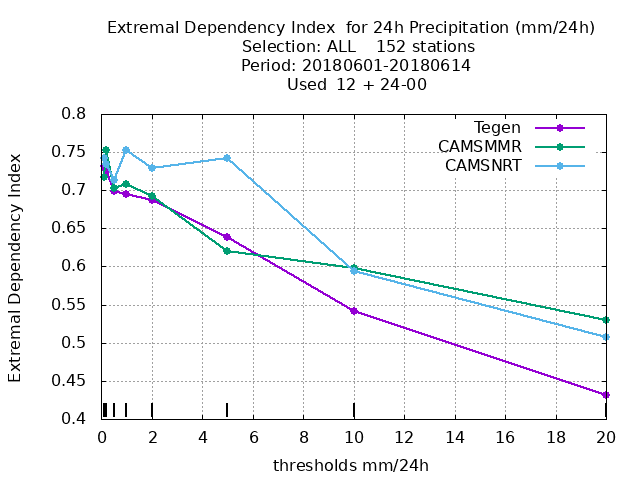 Extremal Dependency Index  for 24h Precipitation (mm/24h)
Selection: ALL    152 stations
Period: 20180601-20180614
Used  12 + 24-00
Extremal Dependency Index
0.8
0.75
0.7
0.65
0.6
0.55
0.5
0.45
0.4
Tegen
CAMSMMR
CAMSNRT
0 2 4 6 8 10 12 14 16 18 20
thresholds mm/24h